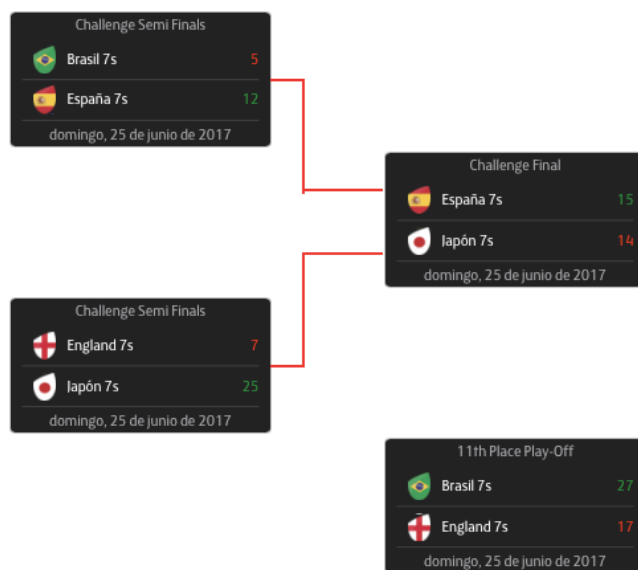 Challenge Semi Finals
Brasil 7s 5
España 7s 12
domingo, 25 de junio de 2017
Challenge Final
España 7s 15
Japón 7s 14
domingo, 25 de junio de 2017
Challenge Semi Finals
England 7s 7
Japón 7s 25
domingo, 25 de junio de 2017
11th Place Play-Off
Brasil 7s 27
England 7s 17
domingo, 25 de junio de 2017